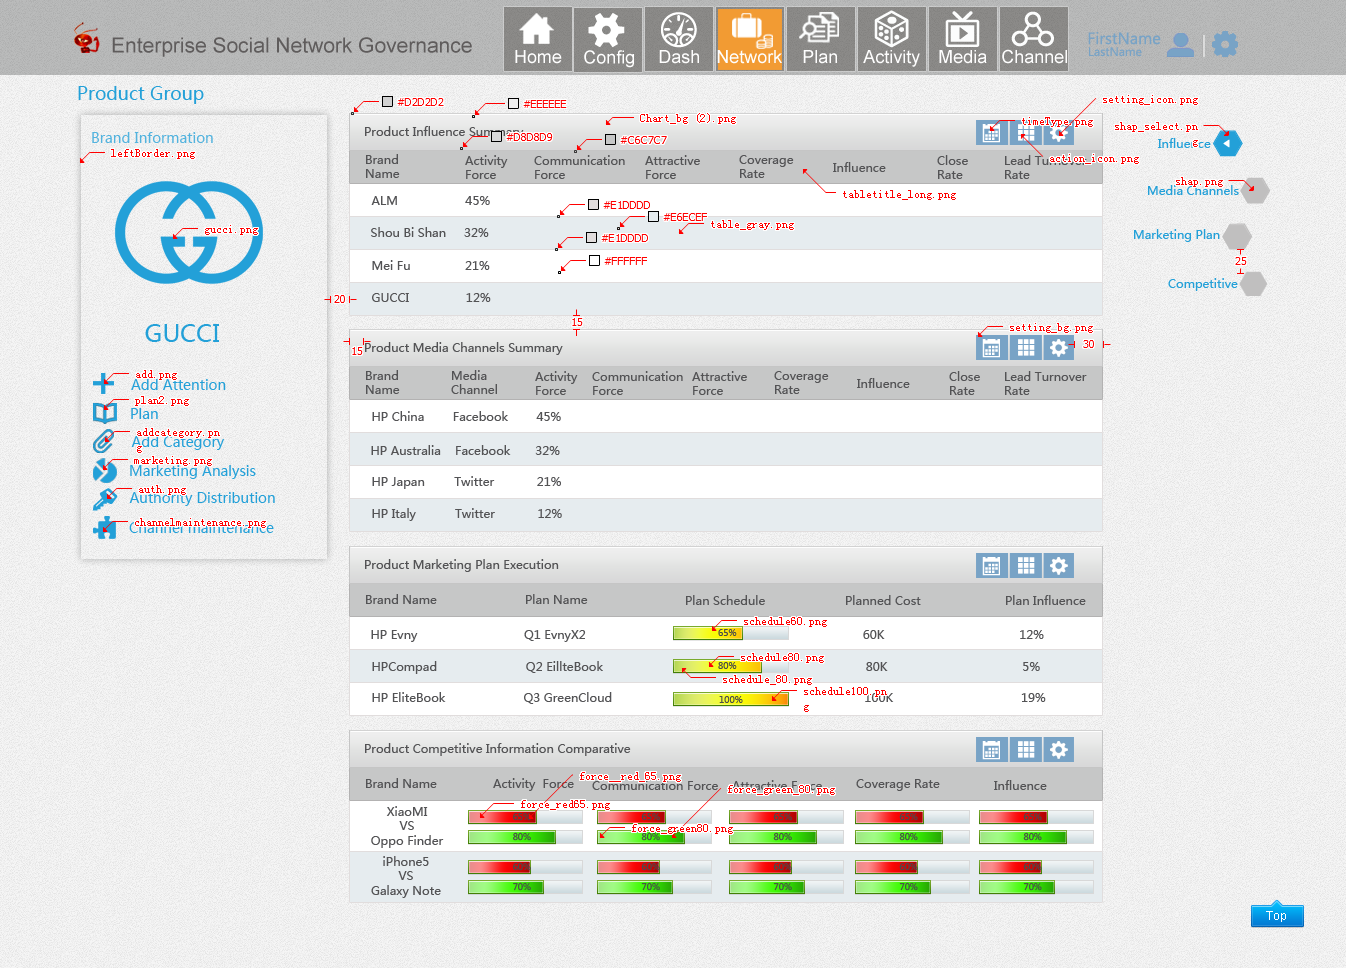 Enterprise Social Network Governance
Home
Config
Dash
Network
Plan
Activity
Media
Channel
FirstName
LastName
Product Group
Brand Information
leftBorder.png
gucci.png
GUCCI
add.png
Add Attention
plan2.png
Plan
addcategory.pn
g
Add Category
marketing.png
Marketing Analysis
auth.png
Authority Distribution
channelmaintenance.png
Channel maintenance
#D2D2D2
#EEEEEE
Chart_bg (2).png
setting_icon.png
Product Influence Summary
#D8D8D9
#C6C7C7
timeType.png
action_icon.png
Brand
Name
Activity
Force
Communication
Force
Attractive
Force
Coverage
Rate
Influence
Close
Rate
Lead Turnover
Rate
tabletitle_long.png
ALM
45%
#E1DDDD
#E6ECEF
table_gray.png
Shou Bi Shan
32%
#E1DDDD
Mei Fu
21%
#FFFFFF
GUCCI
12%
20
15
15
setting_bg.png
30
Product Media Channels Summary
Brand
Name
Media
Channel
Activity
Force
Communication
Force
Attractive
Force
Coverage
Rate
Influence
Close
Rate
Lead Turnover
Rate
HP China
Facebook
45%
HP Australia
Facebook
32%
HP Japan
Twitter
21%
HP Italy
Twitter
12%
Product Marketing Plan Execution
Brand Name
Plan Name
Plan Schedule
Planned Cost
Plan Influence
HP Evny
Q1 EvnyX2
65%
schedule60.png
60K
12%
HPCompad
Q2 EillteBook
80%
schedule80.png
schedule_80.png
80K
5%
HP EliteBook
Q3 GreenCloud
100%
schedule100.pn
g
100K
19%
Product Competitive Information Comparative
Brand Name
Activity Force
Communication Force
Attractive Force
Coverage Rate
Influence
force__red_65.png
force_green_80.png
force_red65.png
force_green80.png
XiaoMI
VS
Oppo Finder
80%
80%
80%
80%
80%
iPhone5
VS
Galaxy Note
70%
70%
70%
70%
70%
shap_select.pn
g
Influence
shap.png
Media Channels
Marketing Plan
25
Competitive
Top